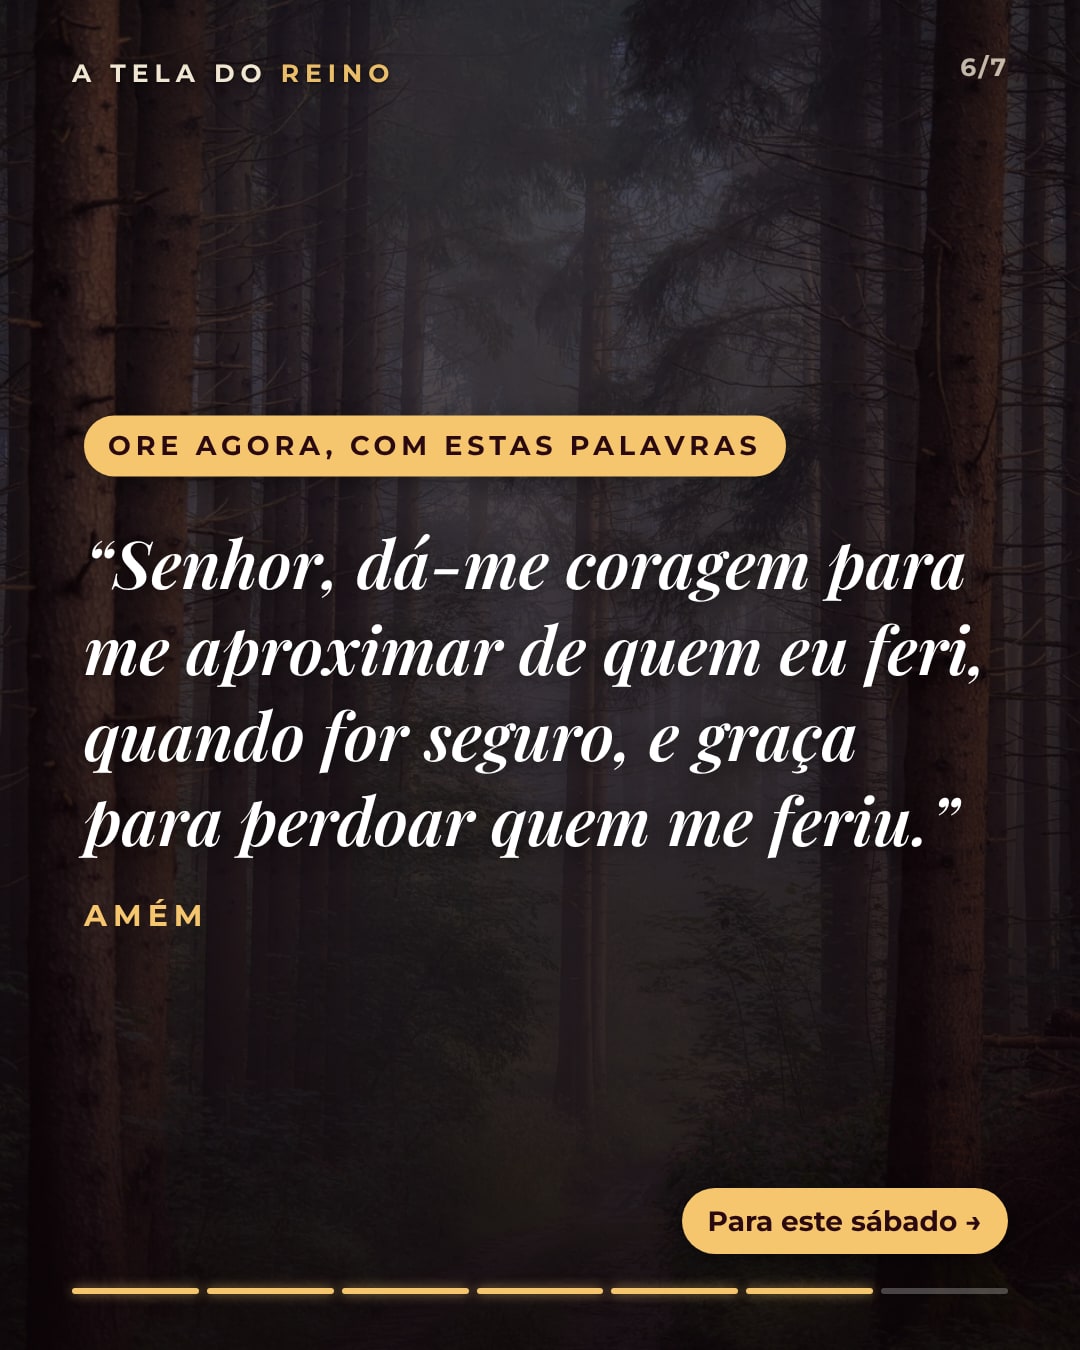 A TELA DO REINO
6/7
ORE AGORA, COM ESTAS PALAVRAS
“Senhor, dá-me coragem para
me aproximar de quem eu feri,
quando for seguro, e graça
para perdoar quem me feriu.”
AMÉM
Para este sábado →